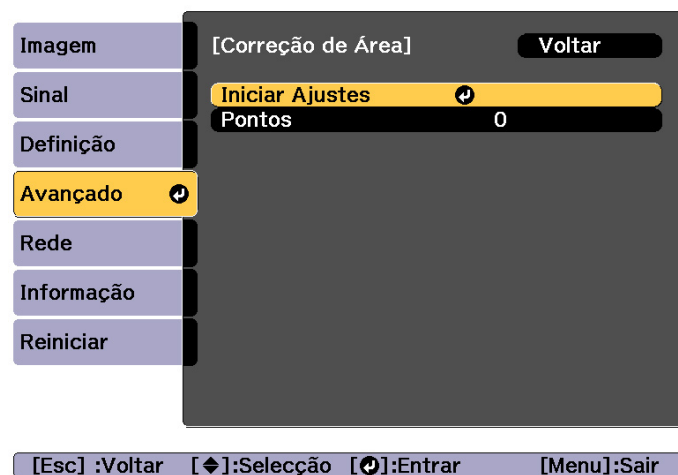 Imagem
Sinal
Definição
Avançado
Rede
Informação
Reiniciar
[Correção de Área] Voltar
Iniciar Ajustes
Pontos 0
[Esc] :Voltar [◆]:Selecção [↵]:Entrar [Menu]:Sair